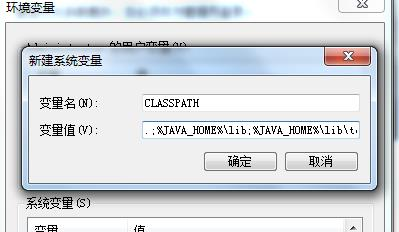 环境变量
新建系统变量
变量名(N):
CLASSPATH
变量值(V):
.;%JAVA_HOME%\lib;%JAVA_HOME%\lib\t
确定
取消
系统变量(S)
变量
值